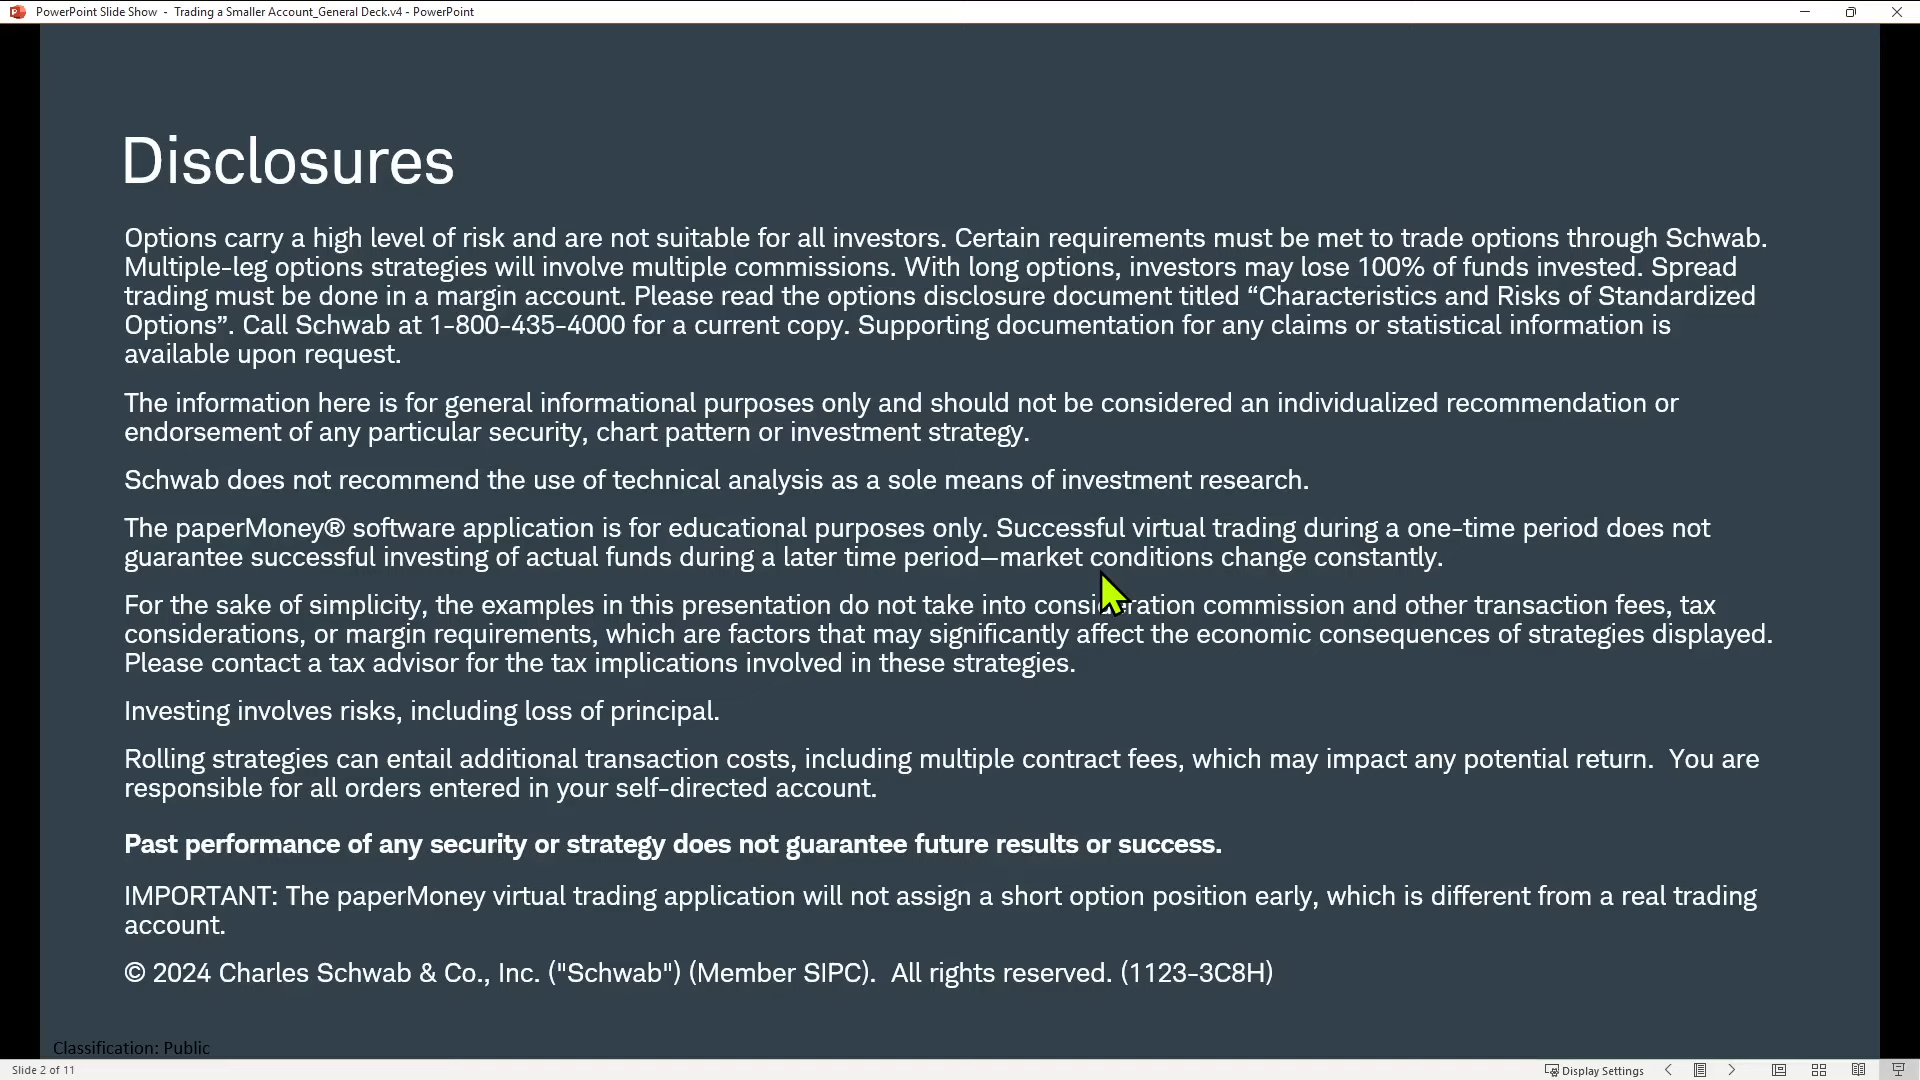 PowerPoint Slide Show - Trading a Smaller Account_General Deck.v4 - PowerPoint
Disclosures
Options carry a high level of risk and are not suitable for all investors. Certain requirements must be met to trade options through Schwab.
Multiple-leg options strategies will involve multiple commissions. With long options, investors may lose 100% of funds invested. Spread
trading must be done in a margin account. Please read the options disclosure document titled “Characteristics and Risks of Standardized
Options”. Call Schwab at 1-800-435-4000 for a current copy. Supporting documentation for any claims or statistical information is
available upon request.
The information here is for general informational purposes only and should not be considered an individualized recommendation or
endorsement of any particular security, chart pattern or investment strategy.
Schwab does not recommend the use of technical analysis as a sole means of investment research.
The paperMoney® software application is for educational purposes only. Successful virtual trading during a one-time period does not
guarantee successful investing of actual funds during a later time period—market conditions change constantly.
For the sake of simplicity, the examples in this presentation do not take into consideration commission and other transaction fees, tax
considerations, or margin requirements, which are factors that may significantly affect the economic consequences of strategies displayed.
Please contact a tax advisor for the tax implications involved in these strategies.
Investing involves risks, including loss of principal.
Rolling strategies can entail additional transaction costs, including multiple contract fees, which may impact any potential return.  You are
responsible for all orders entered in your self-directed account.
Past performance of any security or strategy does not guarantee future results or success.
IMPORTANT: The paperMoney virtual trading application will not assign a short option position early, which is different from a real trading
account.
© 2024 Charles Schwab & Co., Inc. ("Schwab") (Member SIPC).  All rights reserved. (1123-3C8H)
Classification: Public
Slide 2 of 11
Display Settings